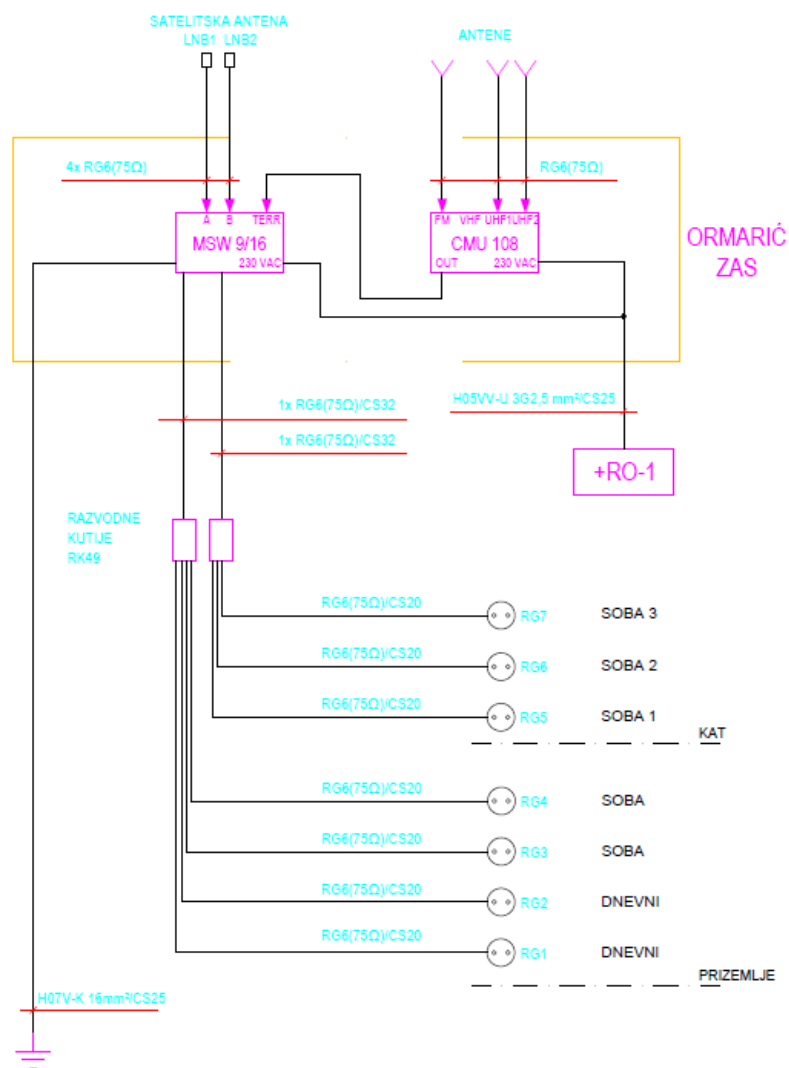 SATELITSKA ANTENA
LNB1 LNB2
ANTENE
4x RG6(75Ω)
RG6(75Ω)
A B TERR
MSW 9/16
230 VAC
FM VHF UHF1 UHF2
CMU 108
OUT 230 VAC
ORMARIĆ
ZAS
1x RG6(75Ω)/CS32
H05VV-U 3G2,5 mm²/CS25
1x RG6(75Ω)/CS32
+RO-1
RAZVODNE
KUTIJE
RK49
RG6(75Ω)/CS20 RG7 SOBA 3
RG6(75Ω)/CS20 RG6 SOBA 2
RG6(75Ω)/CS20 RG5 SOBA 1
KAT
RG6(75Ω)/CS20 RG4 SOBA
RG6(75Ω)/CS20 RG3 SOBA
RG6(75Ω)/CS20 RG2 DNEVNI
RG6(75Ω)/CS20 RG1 DNEVNI
PRIZEMLJE
H07V-K 16mm²/CS25